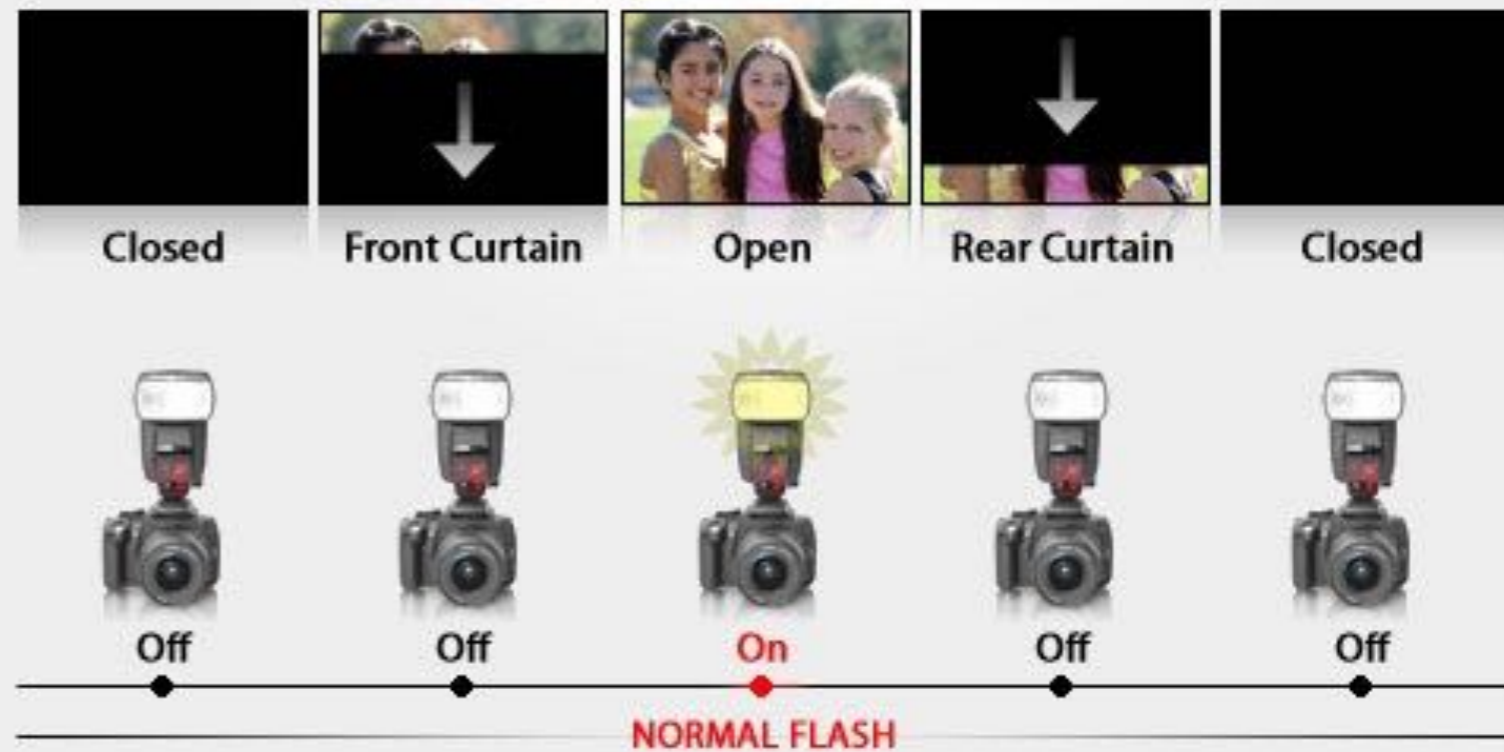 Closed Front Curtain Open Rear Curtain Closed
Off Off On Off Off
NORMAL FLASH